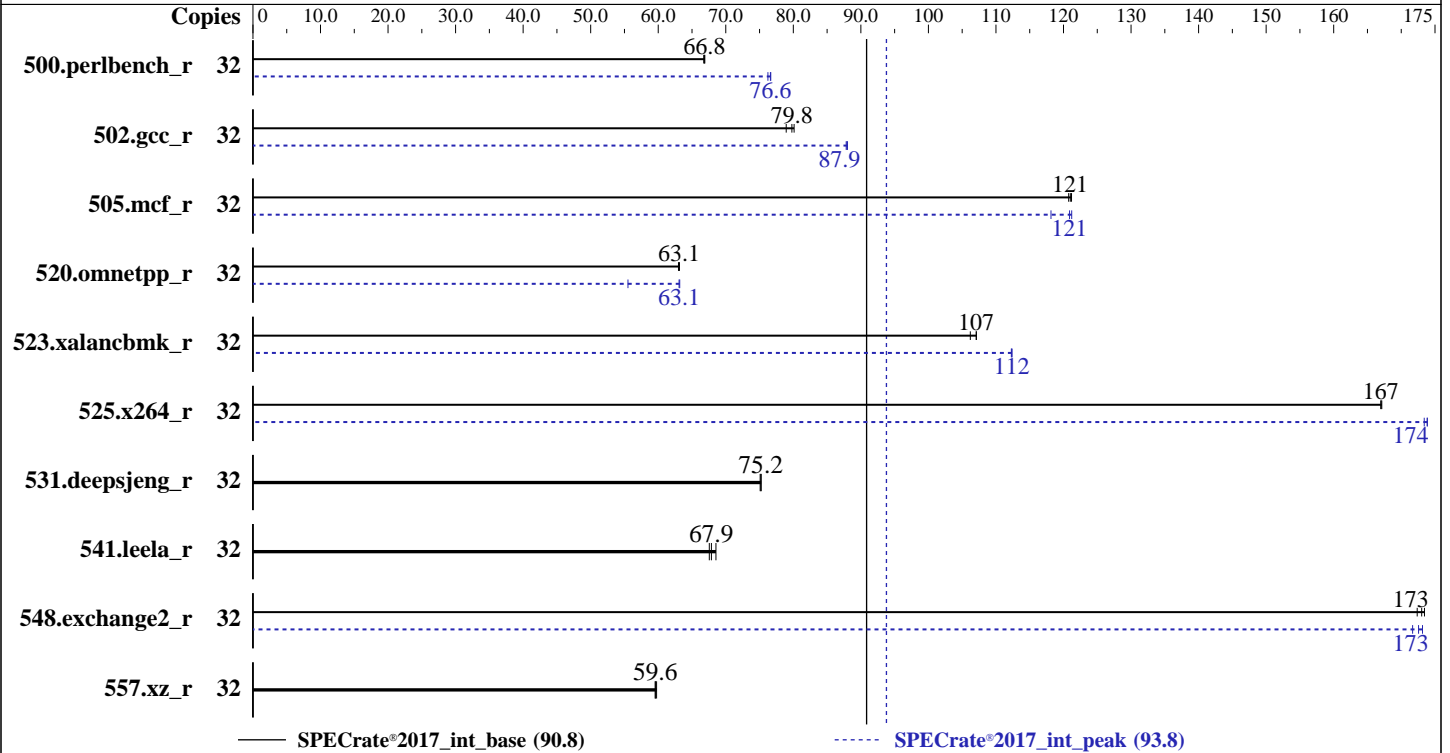 Copies 0 10.0 20.0 30.0 40.0 50.0 60.0 70.0 80.0 90.0 100 110 120 130 140 150 160 175
66.8
500.perlbench_r 32
76.6
79.8
502.gcc_r 32
87.9
121
505.mcf_r 32
121
63.1
520.omnetpp_r 32
63.1
107
523.xalancbmk_r 32
112
167
525.x264_r 32
174
75.2
531.deepsjeng_r 32
67.9
541.leela_r 32
173
548.exchange2_r 32
173
59.6
557.xz_r 32
SPECrate®2017_int_base (90.8) SPECrate®2017_int_peak (93.8)